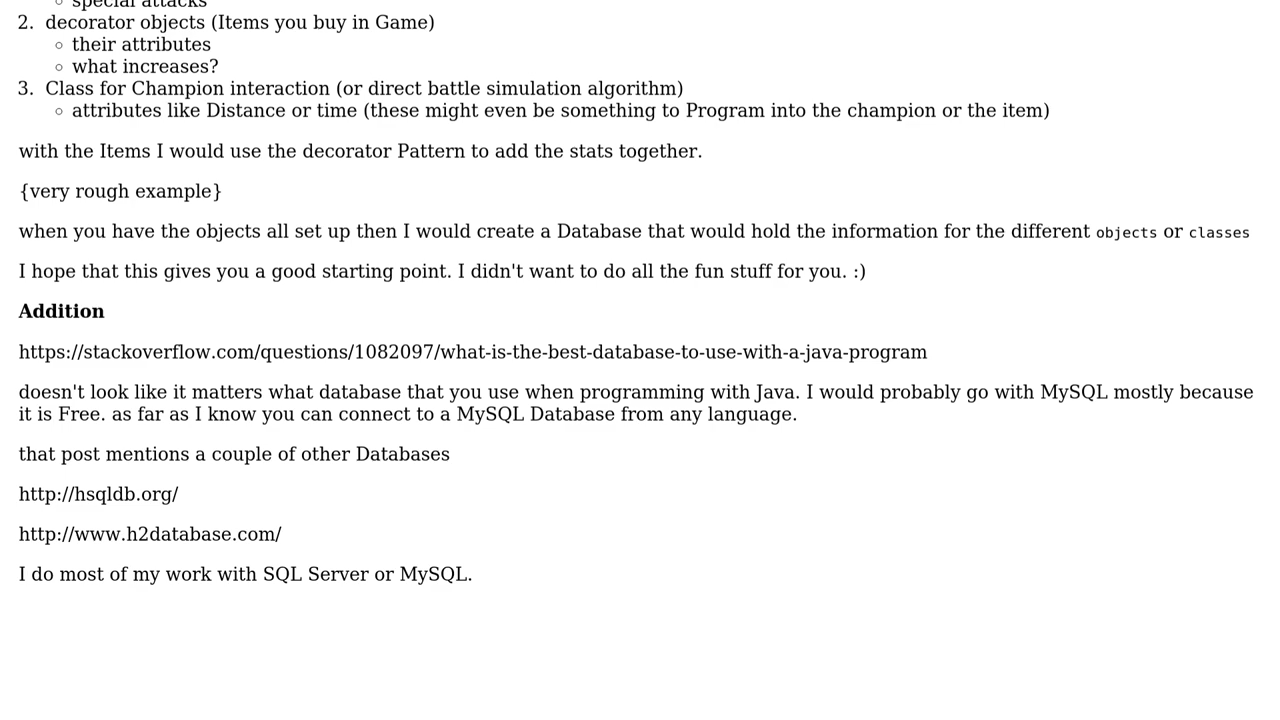 special attacks
2. decorator objects (Items you buy in Game)
◦ their attributes
◦ what increases?
3. Class for Champion interaction (or direct battle simulation algorithm)
◦ attributes like Distance or time (these might even be something to Program into the champion or the item)
with the Items I would use the decorator Pattern to add the stats together.
{very rough example}
when you have the objects all set up then I would create a Database that would hold the information for the different objects or classes
I hope that this gives you a good starting point. I didn't want to do all the fun stuff for you. :)
Addition
https://stackoverflow.com/questions/1082097/what-is-the-best-database-to-use-with-a-java-program
doesn't look like it matters what database that you use when programming with Java. I would probably go with MySQL mostly because
it is Free. as far as I know you can connect to a MySQL Database from any language.
that post mentions a couple of other Databases
http://hsqldb.org/
http://www.h2database.com/
I do most of my work with SQL Server or MySQL.